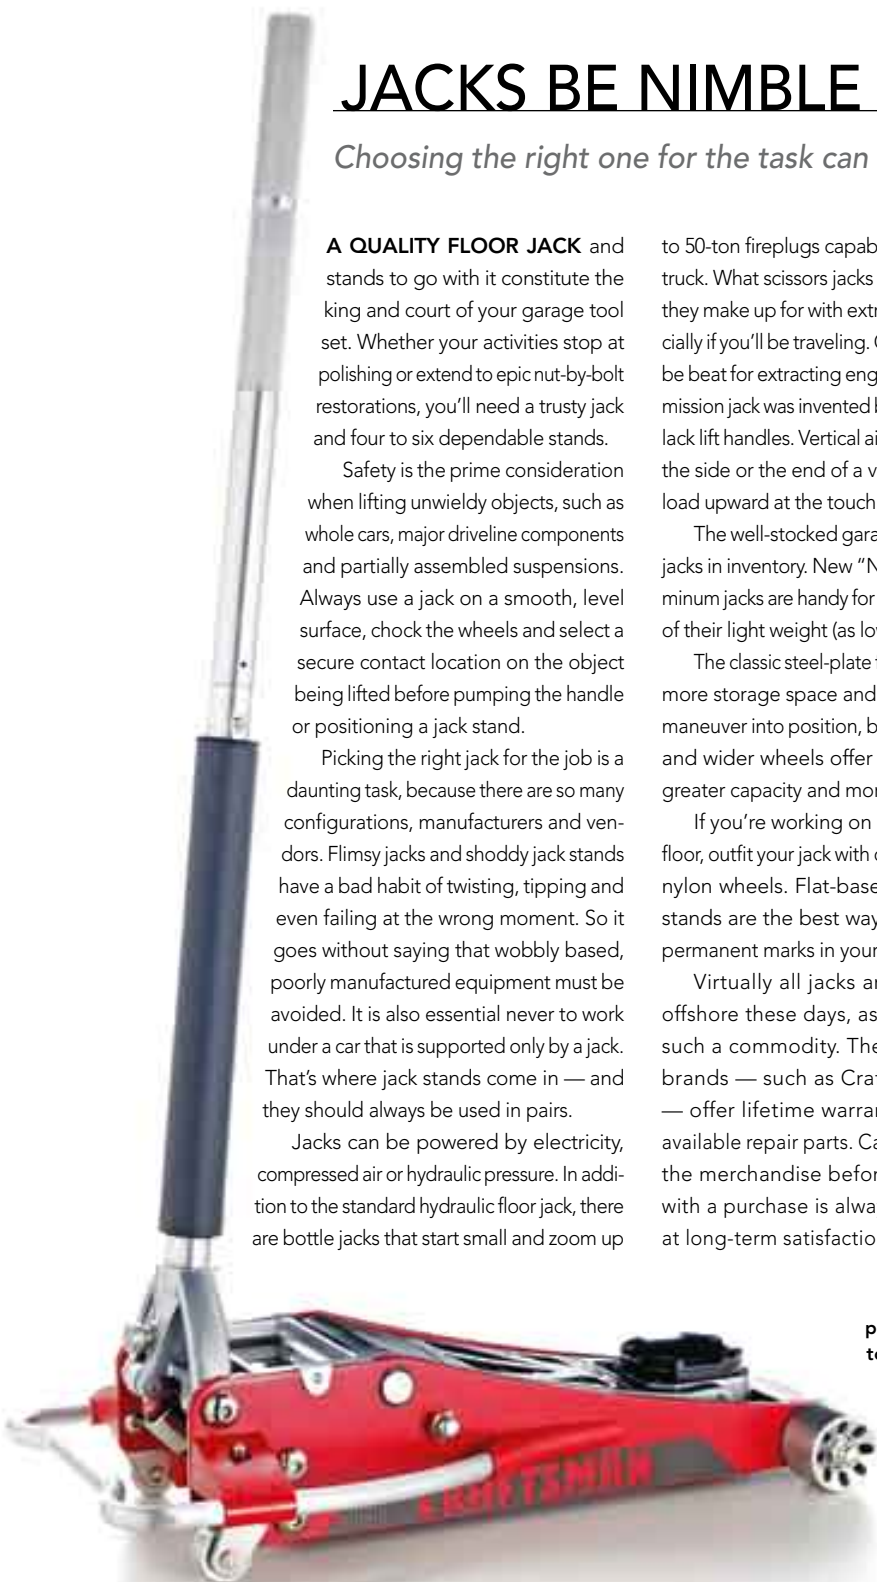 JACKS BE NIMBLE
Choosing the right one for the task can
A QUALITY FLOOR JACK and
stands to go with it constitute the
king and court of your garage tool
set. Whether your activities stop at
polishing or extend to epic nut-by-bolt
restorations, you’ll need a trusty jack
and four to six dependable stands.
Safety is the prime consideration
when lifting unwieldy objects, such as
whole cars, major driveline components
and partially assembled suspensions.
Always use a jack on a smooth, level
surface, chock the wheels and select a
secure contact location on the object
being lifted before pumping the handle
or positioning a jack stand.
Picking the right jack for the job is a
daunting task, because there are so many
configurations, manufacturers and ven-
dors. Flimsy jacks and shoddy jack stands
have a bad habit of twisting, tipping and
even failing at the wrong moment. So it
goes without saying that wobbly based,
poorly manufactured equipment must be
avoided. It is also essential never to work
under a car that is supported only by a jack.
That’s where jack stands come in — and
they should always be used in pairs.
Jacks can be powered by electricity,
compressed air or hydraulic pressure. In addi-
tion to the standard hydraulic floor jack, there
are bottle jacks that start small and zoom up
to 50-ton fireplugs capab
truck. What scissors jacks
they make up for with extr
cially if you’ll be traveling.
be beat for extracting eng
mission jack was invented
lack lift handles. Vertical ai
the side or the end of a v
load upward at the touch
The well-stocked gara
jacks in inventory. New “N
minum jacks are handy for
of their light weight (as lo
The classic steel-plate
more storage space and
maneuver into position, b
and wider wheels offer
greater capacity and mor
If you’re working on
floor, outfit your jack with
nylon wheels. Flat-base
stands are the best way
permanent marks in your
Virtually all jacks ar
offshore these days, as
such a commodity. The
brands — such as Craf
— offer lifetime warran
available repair parts. Ca
the merchandise befor
with a purchase is alwa
at long-term satisfactio
p
te
CRAFTSMAN